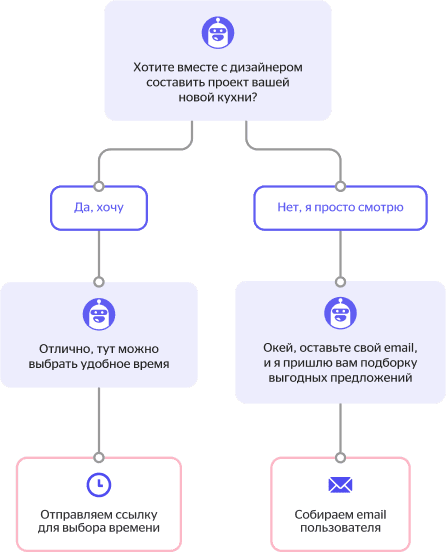 Хотите вместе с дизайнером
составить проект вашей
новой кухни?
Да, хочу
Нет, я просто смотрю
Отлично, тут можно
выбрать удобное время
Окей, оставьте свой email,
и я пришлю вам подборку
выгодных предложений
Отправляем ссылку
для выбора времени
Собираем email
пользователя